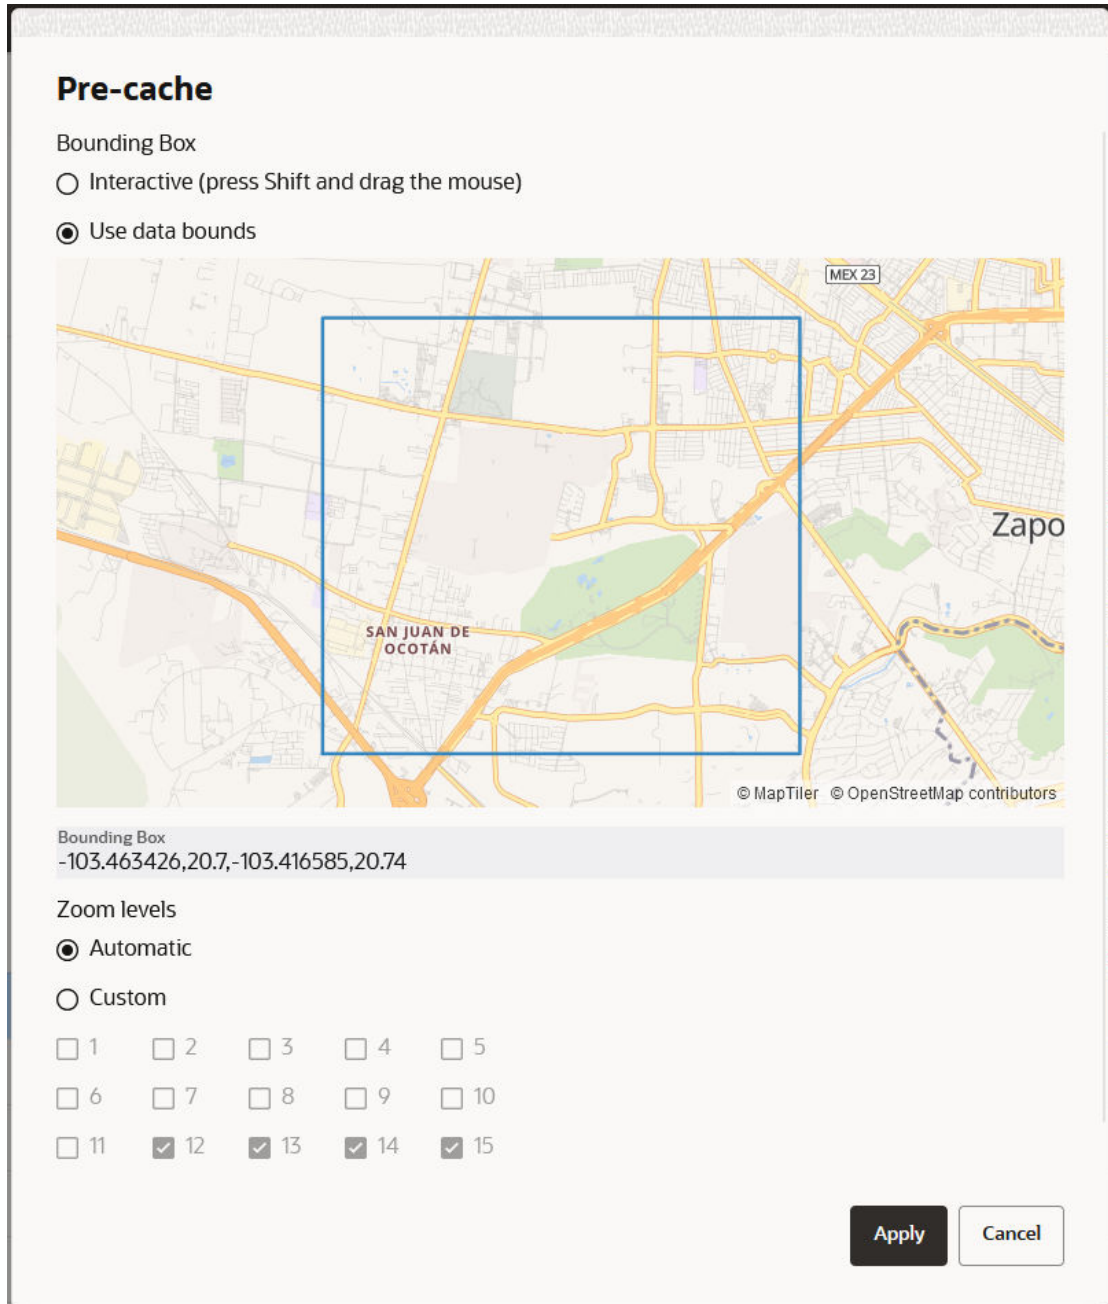 Pre-cache
Bounding Box
Interactive (press Shift and drag the mouse)
Use data bounds
MEX 23
Zapo
SAN JUAN DE
OCOTÁN
© MapTiler © OpenStreetMap contributors
Bounding Box
-103.463426,20.7,-103.416585,20.74
Zoom levels
Automatic
Custom
1 2 3 4 5
6 7 8 9 10
11 12 13 14 15
Apply Cancel